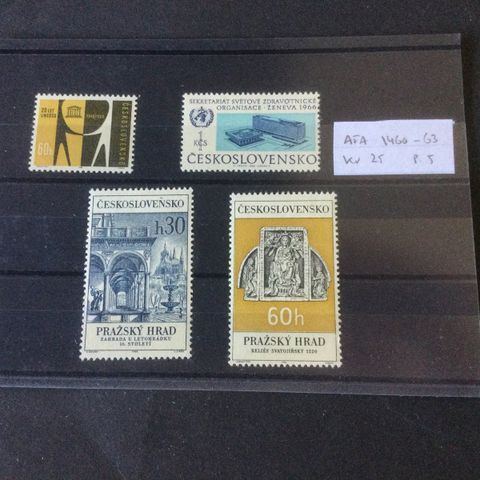 20 LET
UNESCO
60h
ČESKOSLOVENSKO
SEKRETARIÁT SVĚTOVÉ ZDRAVOTNICKÉ
ORGANISACE - ŽENEVA 1966
1
KČS
ČESKOSLOVENSKO
AFA 1460-63
KV 25 P. 5
ČESKOSLOVENSKO
h30
PRAŽSKÝ HRAD
ZAHRADA U LETOHRÁDKU
16. STOLETÍ
ČESKOSLOVENSKO
60h
PRAŽSKÝ HRAD
RELIÉF SVATOJIŘSKÝ 1220